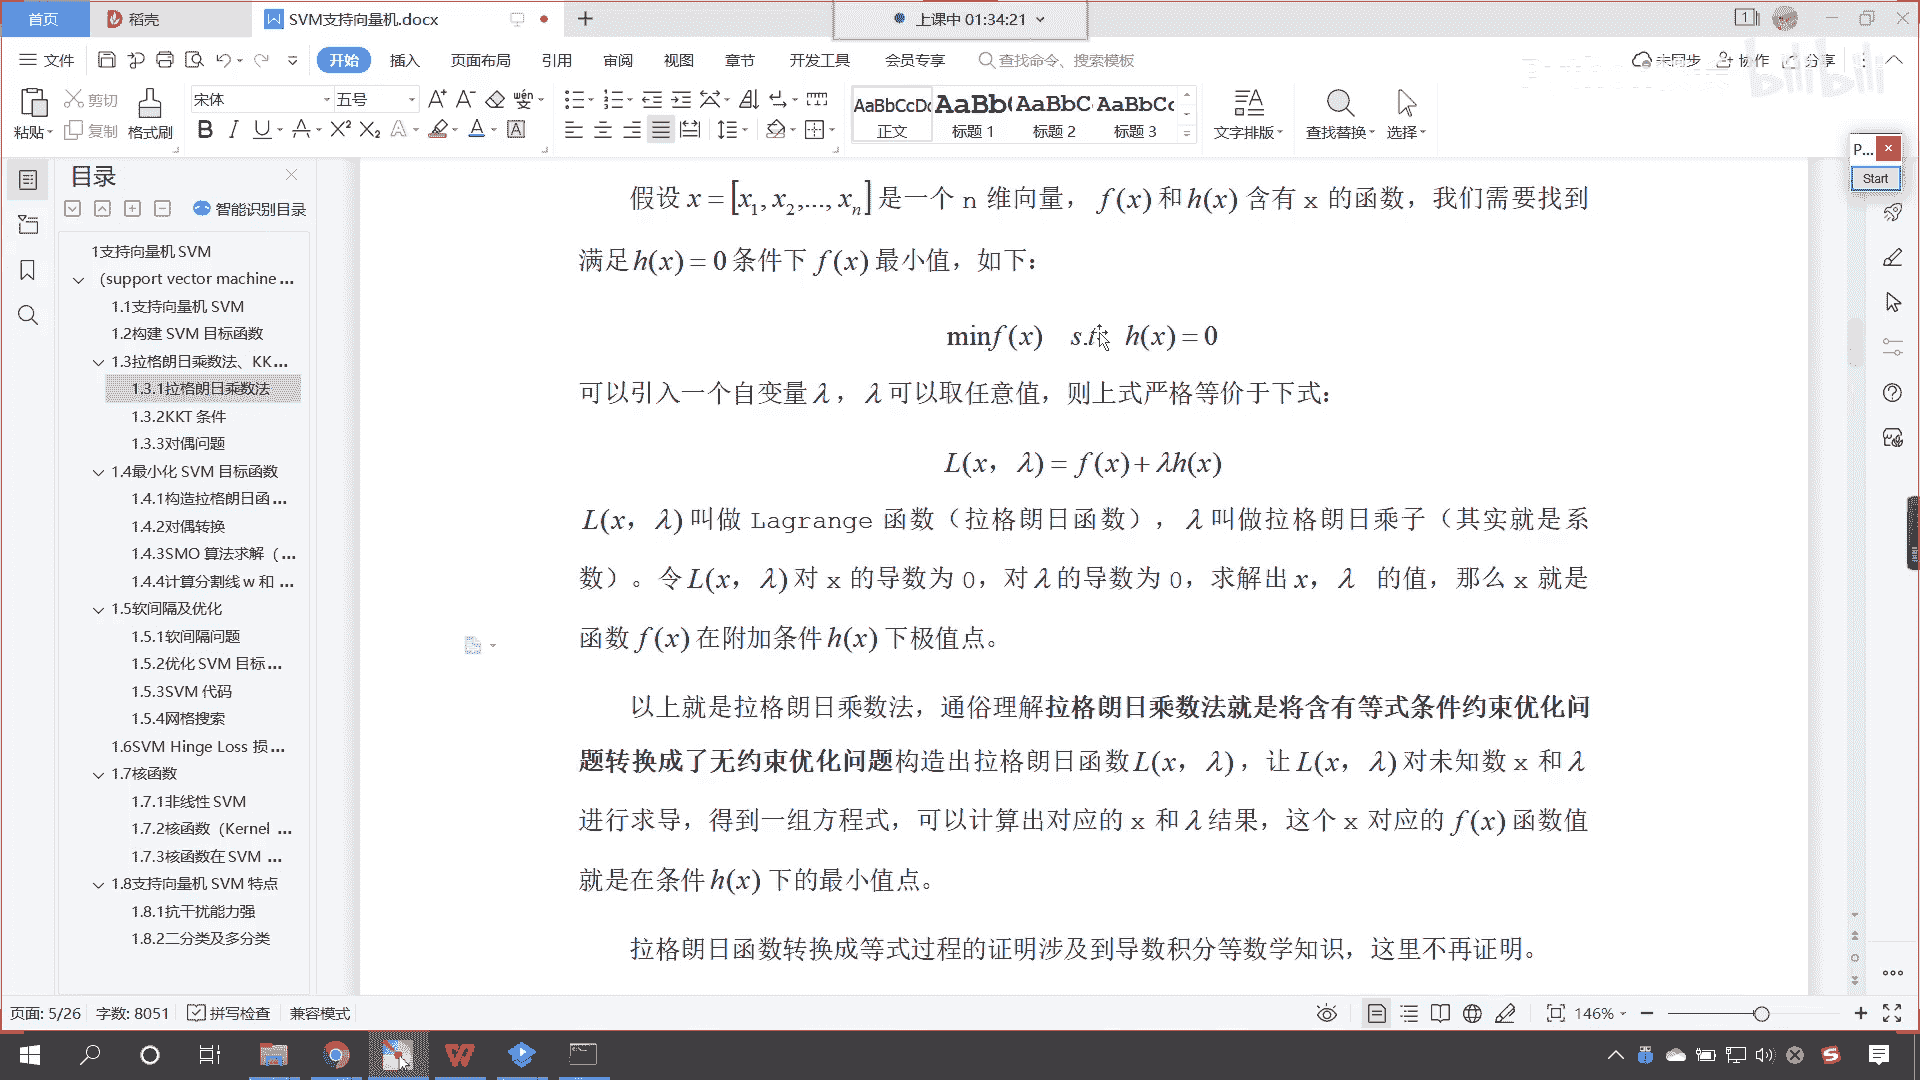 首页
稻壳
SVM支持向量机.docx
上课中 01:34:21
文件
开始
插入
页面布局
引用
审阅
视图
章节
开发工具
会员专享
查找命令、搜索模板
未同步
协作
分享
bilibili
粘贴
剪切
复制
格式刷
宋体
五号
AaBbCcDd
正文
AaBb
标题 1
AaBbC
标题 2
AaBbCc
标题 3
文字排版
查找替换
选择
P...
Start
目录
智能识别目录
1支持向量机 SVM
(support vector machine ...
1.1支持向量机 SVM
1.2构建 SVM 目标函数
1.3拉格朗日乘数法、KK...
1.3.1拉格朗日乘数法
1.3.2KKT 条件
1.3.3对偶问题
1.4最小化 SVM 目标函数
1.4.1构造拉格朗日函 ...
1.4.2对偶转换
1.4.3SMO 算法求解（ ...
1.4.4计算分割线 w 和 ...
1.5软间隔及优化
1.5.1软间隔问题
1.5.2优化 SVM 目标 ...
1.5.3SVM 代码
1.5.4网格搜索
1.6SVM Hinge Loss 损 ...
1.7核函数
1.7.1非线性 SVM
1.7.2核函数（Kernel ...
1.7.3核函数在 SVM ...
1.8支持向量机 SVM 特点
1.8.1抗干扰能力强
1.8.2二分类及多分类
假设 x = [x₁, x₂,..., xₙ] 是一个 n 维向量， f(x) 和 h(x) 含有 x 的函数，我们需要找到
满足 h(x) = 0 条件下 f(x) 最小值，如下：
minf(x) s.t. h(x) = 0
可以引入一个自变量 λ， λ 可以取任意值，则上式严格等价于下式：
L(x， λ) = f(x) + λh(x)
L(x， λ) 叫做 Lagrange 函数（拉格朗日函数），λ 叫做拉格朗日乘子（其实就是系
数）。令 L(x， λ) 对 x 的导数为 0，对 λ 的导数为 0，求解出 x，λ 的值，那么 x 就是
函数 f(x) 在附加条件 h(x) 下极值点。
以上就是拉格朗日乘数法，通俗理解拉格朗日乘数法就是将含有等式条件约束优化问
题转换成了无约束优化问题构造出拉格朗日函数 L(x， λ)，让 L(x， λ) 对未知数 x 和 λ
进行求导，得到一组方程式，可以计算出对应的 x 和 λ 结果，这个 x 对应的 f(x) 函数值
就是在条件 h(x) 下的最小值点。
拉格朗日函数转换成等式过程的证明涉及到导数积分等数学知识，这里不再证明。
页面: 5/26
字数: 8051
拼写检查
兼容模式
146%